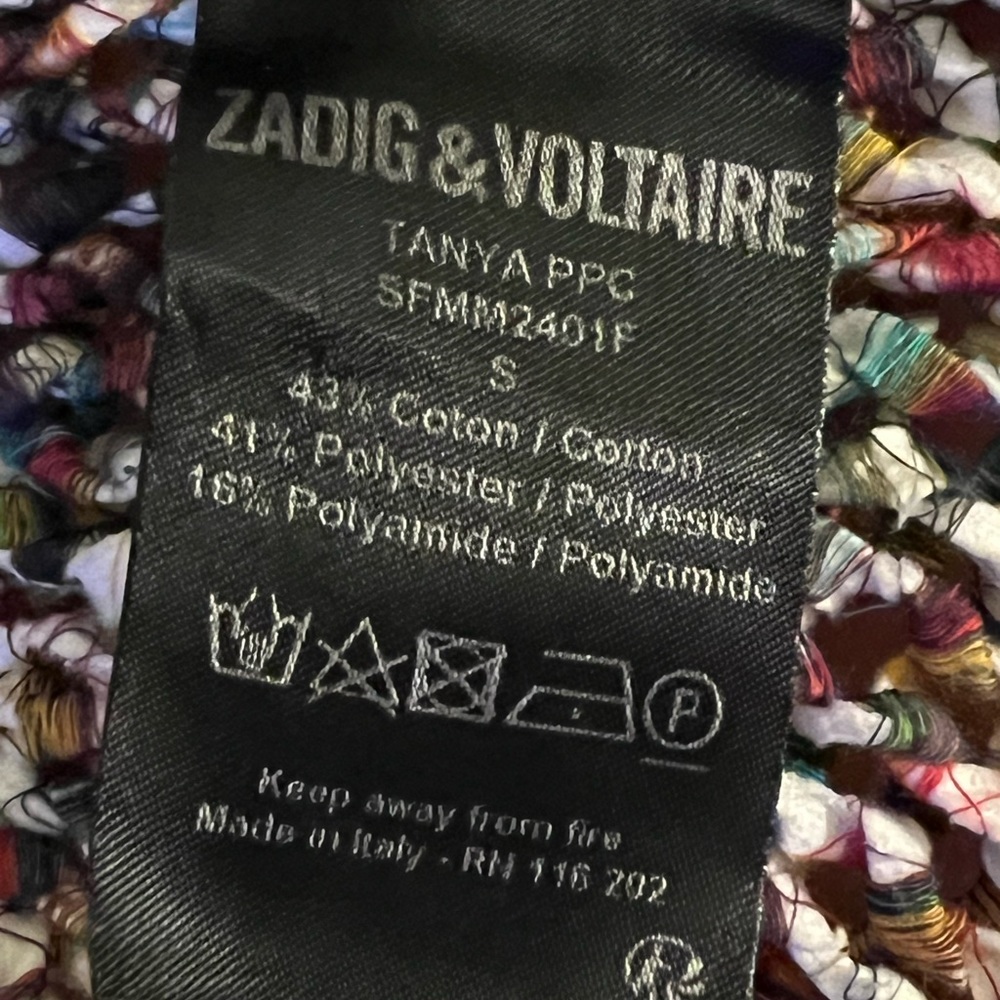 ZADIG & VOLTAIRE
TANYA PPC
SFMM2401F
S
43% Coton / Cotton
41% Polyester / Polyester
16% Polyamide / Polyamide
P
Keep away from fire
Made in Italy - RN 116 202
R